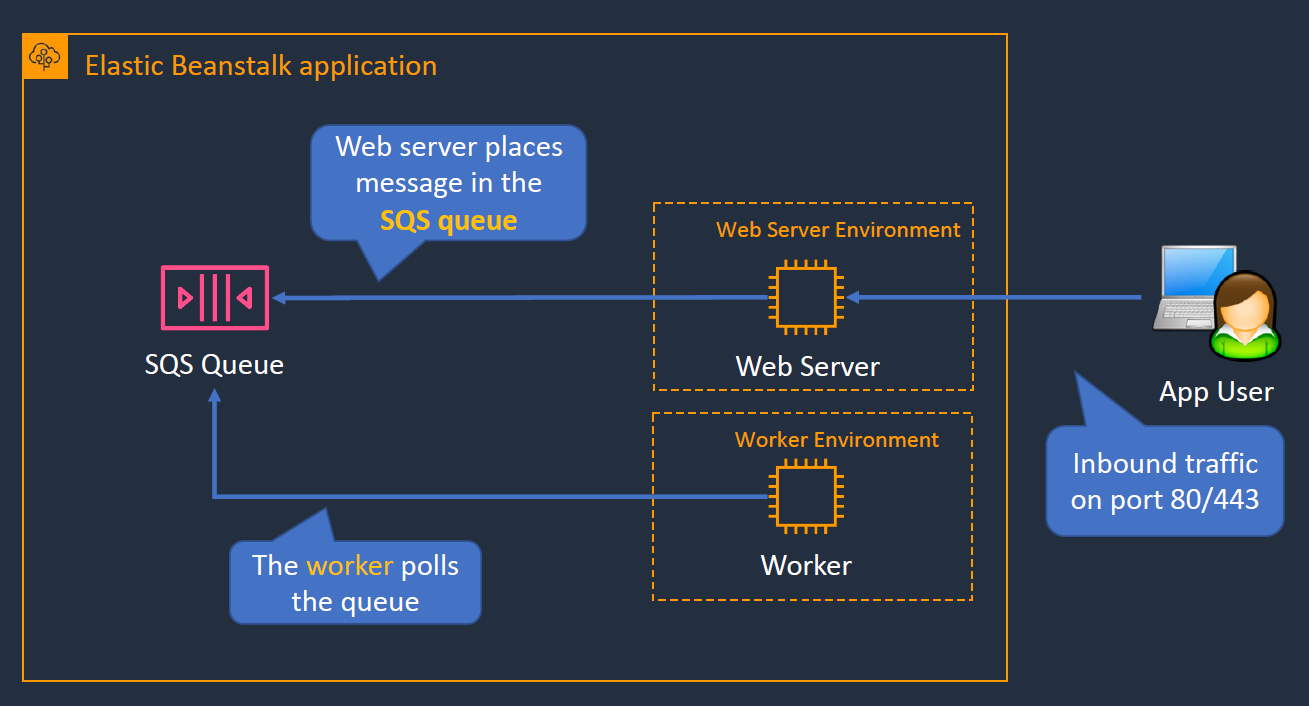 Elastic Beanstalk application
Web server places
message in the
SQS queue
Web Server Environment
SQS Queue
Web Server
App User
Worker Environment
Inbound traffic
on port 80/443
The worker polls
the queue
Worker